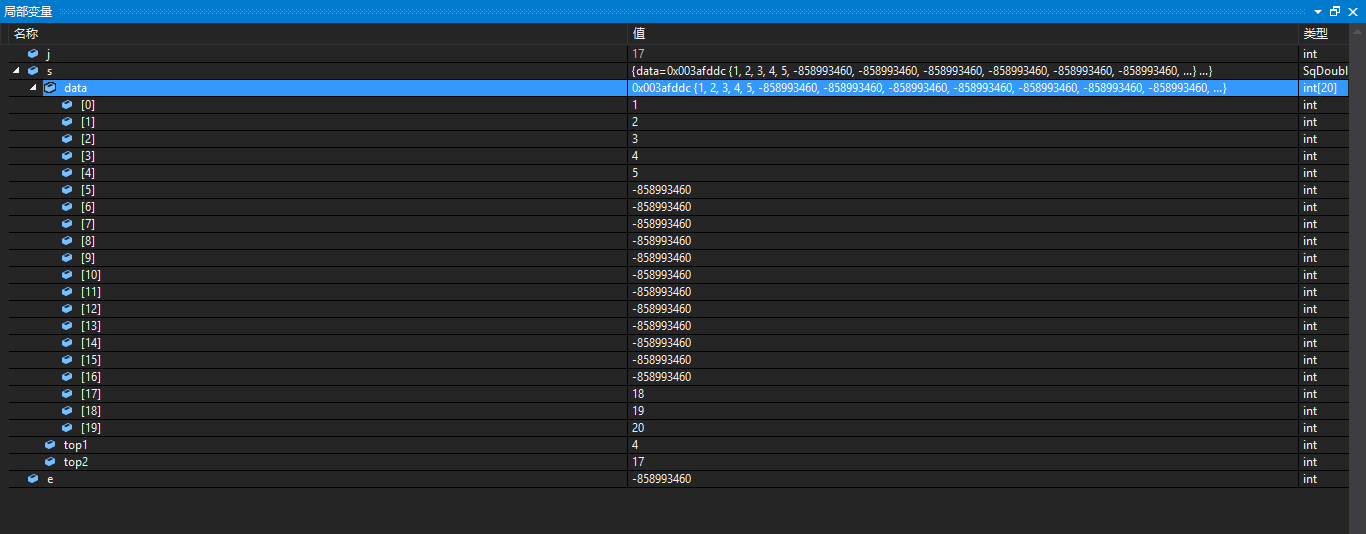 局部变量
名称 值 类型
j 17 int
s {data=0x003afddc {1, 2, 3, 4, 5, -858993460, -858993460, -858993460, -858993460, -858993460, -858993460, ...} ...} SqDoubl
data 0x003afddc {1, 2, 3, 4, 5, -858993460, -858993460, -858993460, -858993460, -858993460, -858993460, -858993460, ...} int[20]
[0] 1 int
[1] 2 int
[2] 3 int
[3] 4 int
[4] 5 int
[5] -858993460 int
[6] -858993460 int
[7] -858993460 int
[8] -858993460 int
[9] -858993460 int
[10] -858993460 int
[11] -858993460 int
[12] -858993460 int
[13] -858993460 int
[14] -858993460 int
[15] -858993460 int
[16] -858993460 int
[17] 18 int
[18] 19 int
[19] 20 int
top1 4 int
top2 17 int
e -858993460 int